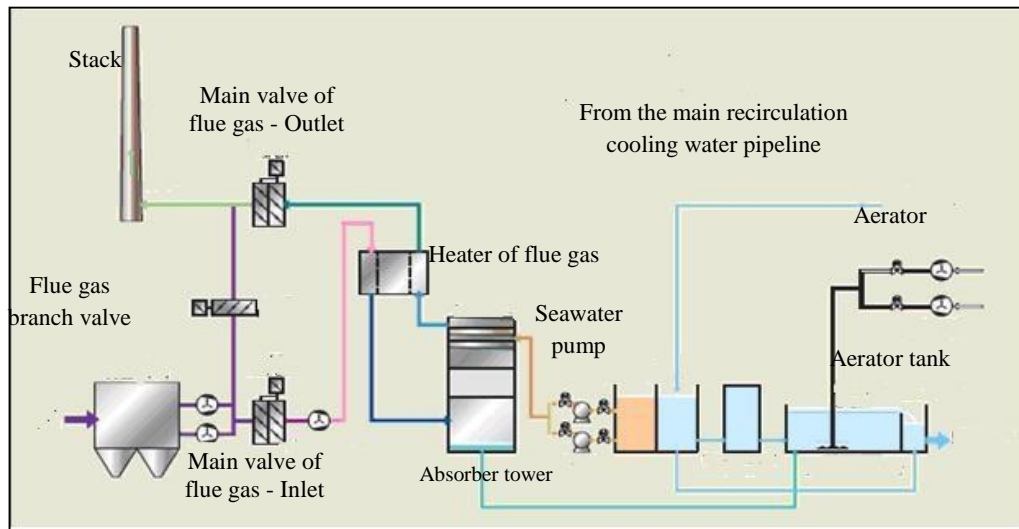 Stack
Main valve of
flue gas - Outlet
From the main recirculation
cooling water pipeline
Aerator
Heater of flue gas
Flue gas
branch valve
Seawater
pump
Aerator tank
Main valve of
flue gas - Inlet
Absorber tower